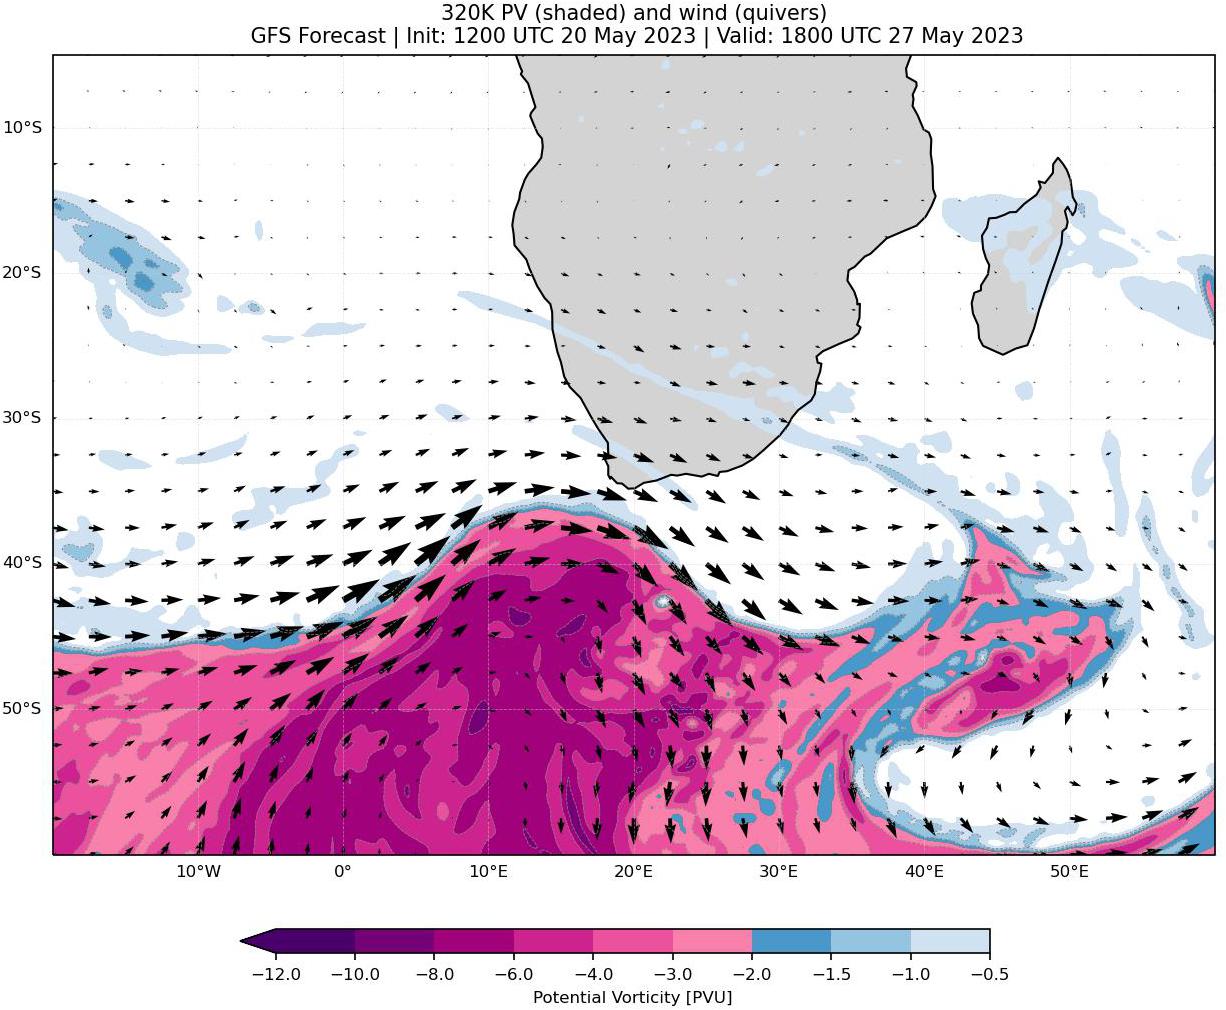 320K PV (shaded) and wind (quivers)
GFS Forecast | Init: 1200 UTC 20 May 2023 | Valid: 1800 UTC 27 May 2023
10°S
20°S
30°S
40°S
50°S
10°W 0° 10°E 20°E 30°E 40°E 50°E
−12.0 −10.0 −8.0 −6.0 −4.0 −3.0 −2.0 −1.5 −1.0 −0.5
Potential Vorticity [PVU]